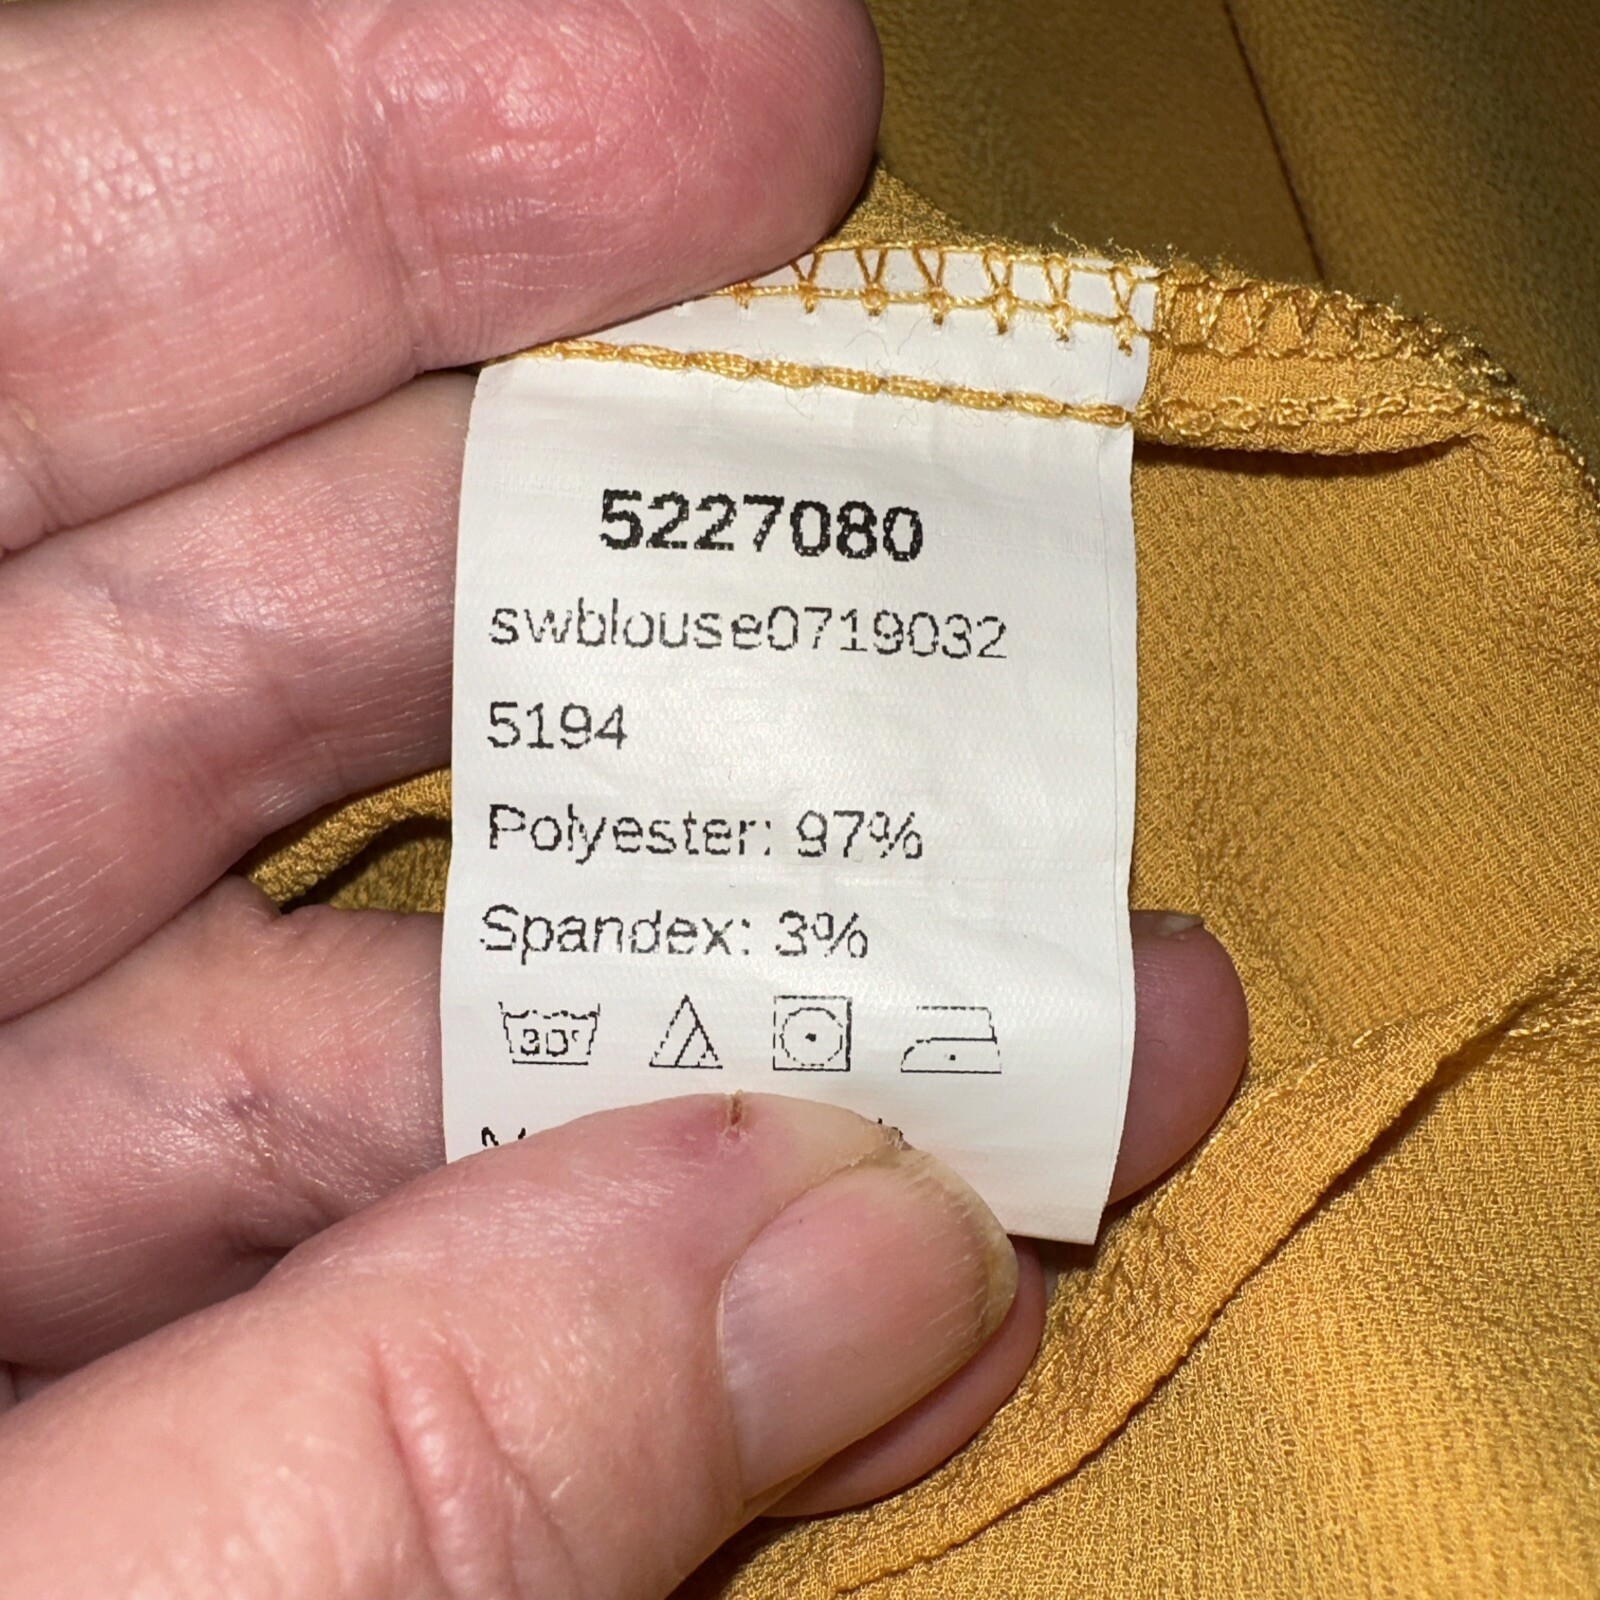 5227080
swblouse0719032
5194
Polyester: 97%
Spandex: 3%
30°